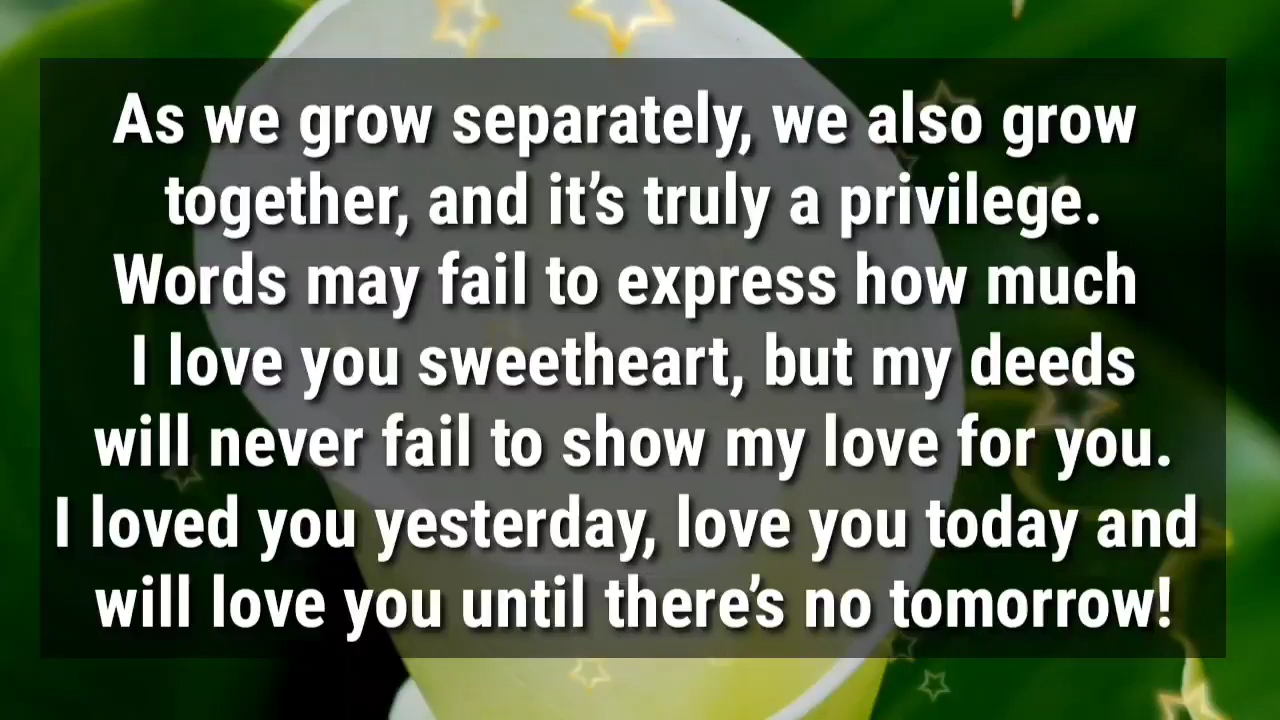 As we grow separately, we also grow
together, and it’s truly a privilege.
Words may fail to express how much
I love you sweetheart, but my deeds
will never fail to show my love for you.
I loved you yesterday, love you today and
will love you until there’s no tomorrow!